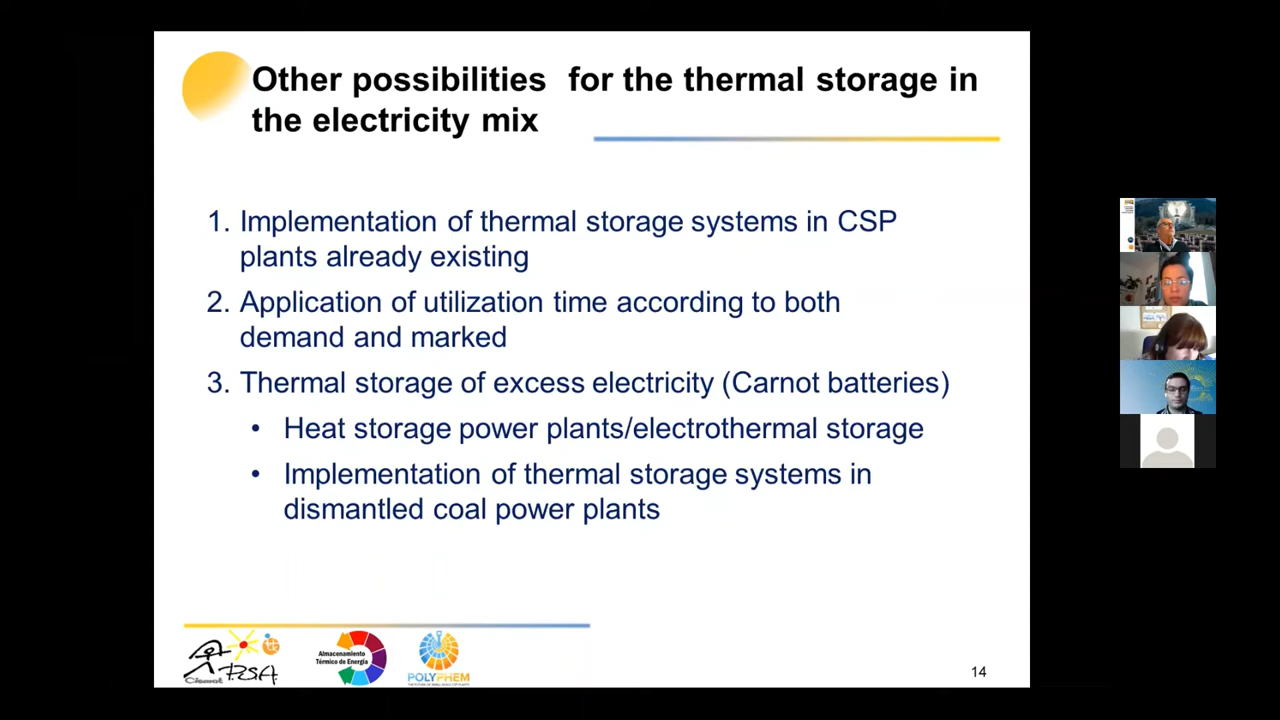 Other possibilities for the thermal storage in
the electricity mix
1. Implementation of thermal storage systems in CSP
plants already existing
2. Application of utilization time according to both
demand and marked
3. Thermal storage of excess electricity (Carnot batteries)
• Heat storage power plants/electrothermal storage
• Implementation of thermal storage systems in
dismantled coal power plants
Ciemat PSA
Almacenamiento
Térmico de Energía
POLYPHEM
14